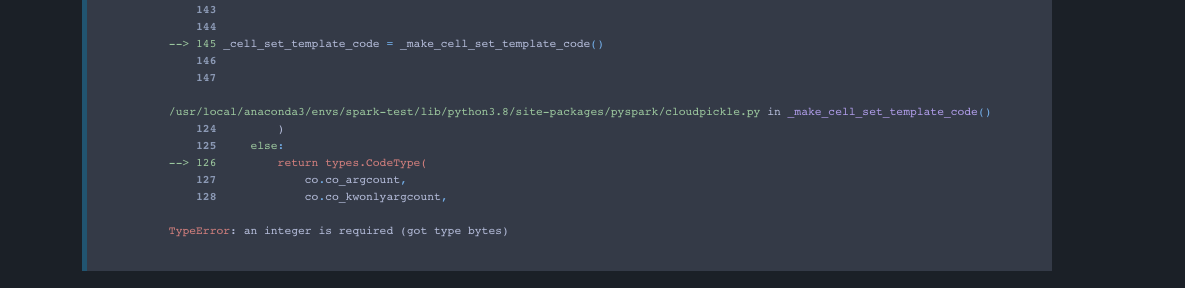 143
144
--> 145 _cell_set_template_code = _make_cell_set_template_code()
146
147
/usr/local/anaconda3/envs/spark-test/lib/python3.8/site-packages/pyspark/cloudpickle.py in _make_cell_set_template_code()
124         )
125     else:
--> 126         return types.CodeType(
127             co.co_argcount,
128             co.co_kwonlyargcount,
TypeError: an integer is required (got type bytes)